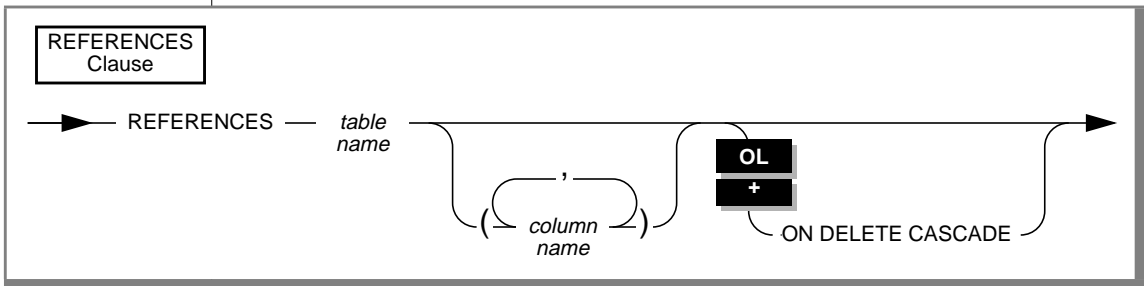 REFERENCES
Clause
REFERENCES table
name
,
( column
name )
OL
+
ON DELETE CASCADE